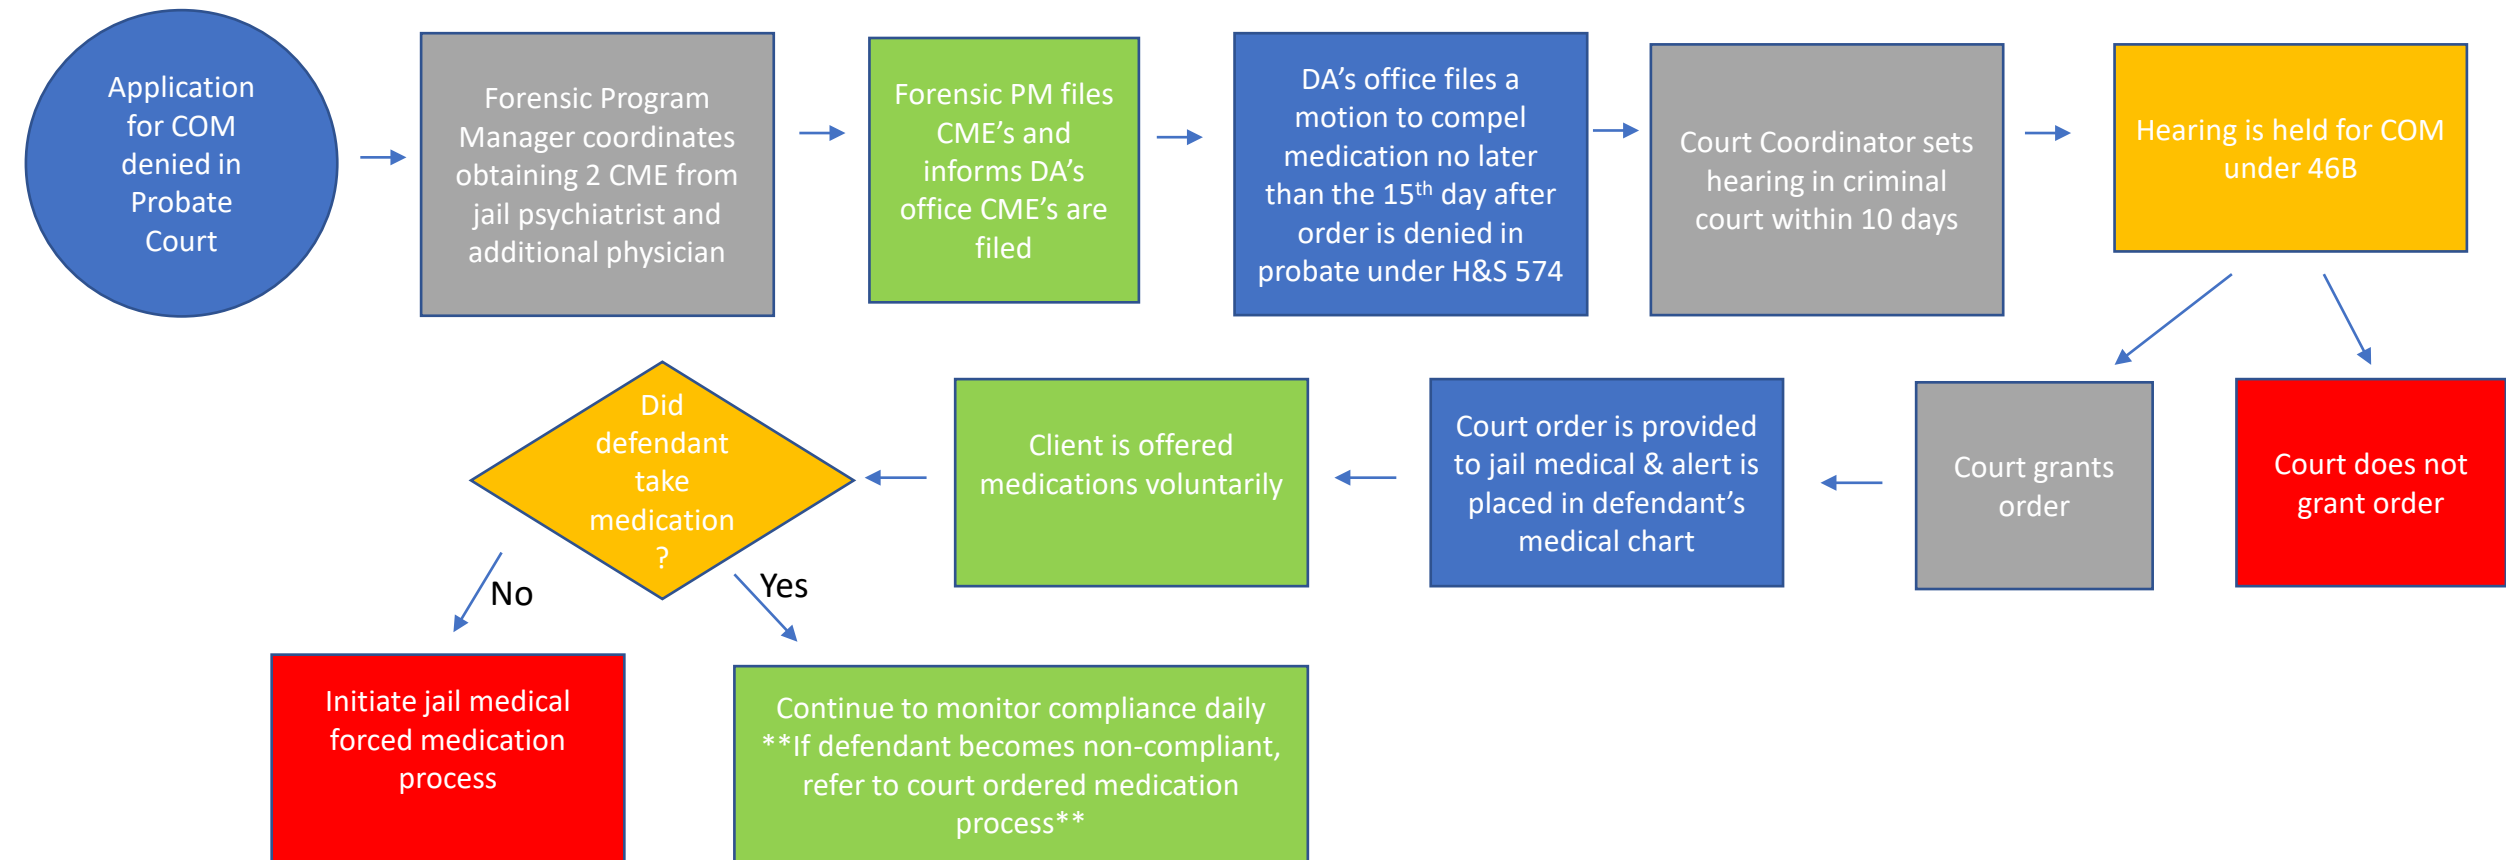 Application
for COM
denied in
Probate
Court
Forensic Program
Manager coordinates
obtaining 2 CME from
jail psychiatrist and
additional physician
Forensic PM files
CME's and
informs DA's
office CME's are
filed
DA's office files a
motion to compel
medication no later
than the 15th day after
order is denied in
probate under H&S 574
Court Coordinator sets
hearing in criminal
court within 10 days
Hearing is held for COM
under 46B
Court does not
grant order
Court grants
order
Court order is provided
to jail medical & alert is
placed in defendant's
medical chart
Client is offered
medications voluntarily
Did
defendant
take
medication
?
No
Yes
Initiate jail medical
forced medication
process
Continue to monitor compliance daily
**If defendant becomes non-compliant,
refer to court ordered medication
process**